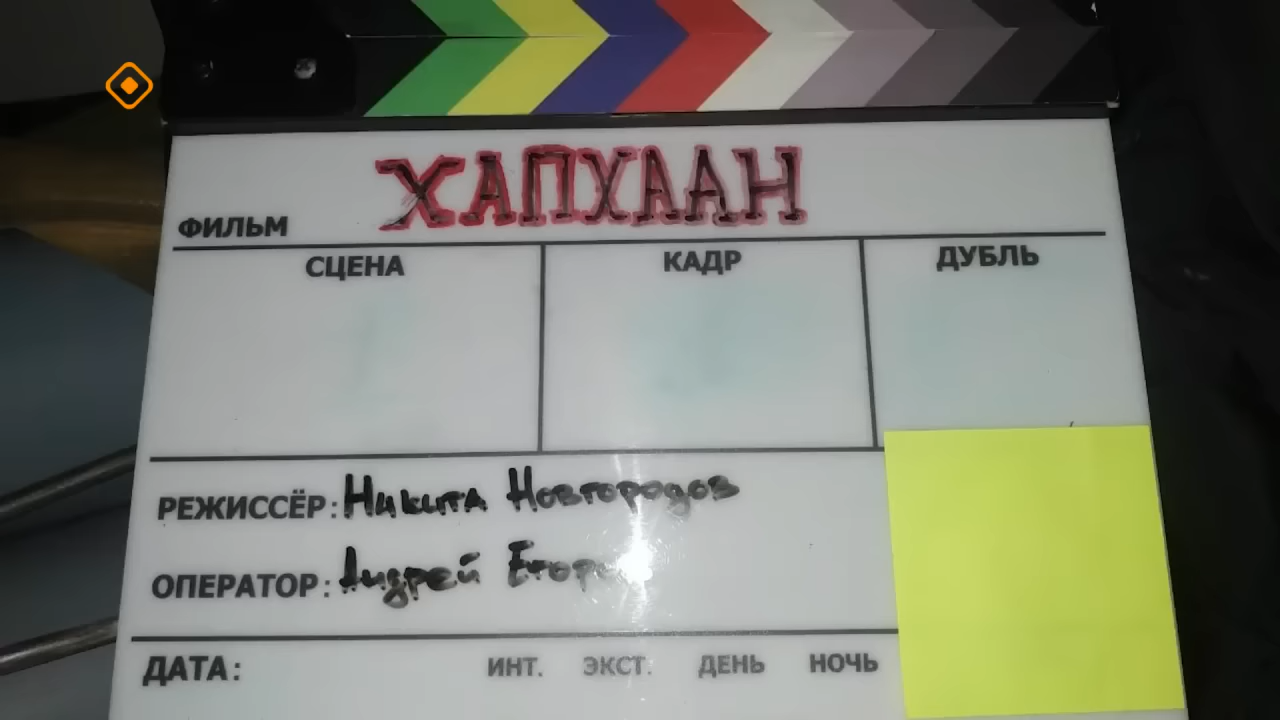 ФИЛЬМ ХАПХААН
СЦЕНА КАДР ДУБЛЬ
РЕЖИССЁР: Никита Новгородов
ОПЕРАТОР: Андрей
ДАТА: ИНТ. ЭКСТ. ДЕНЬ НОЧЬ